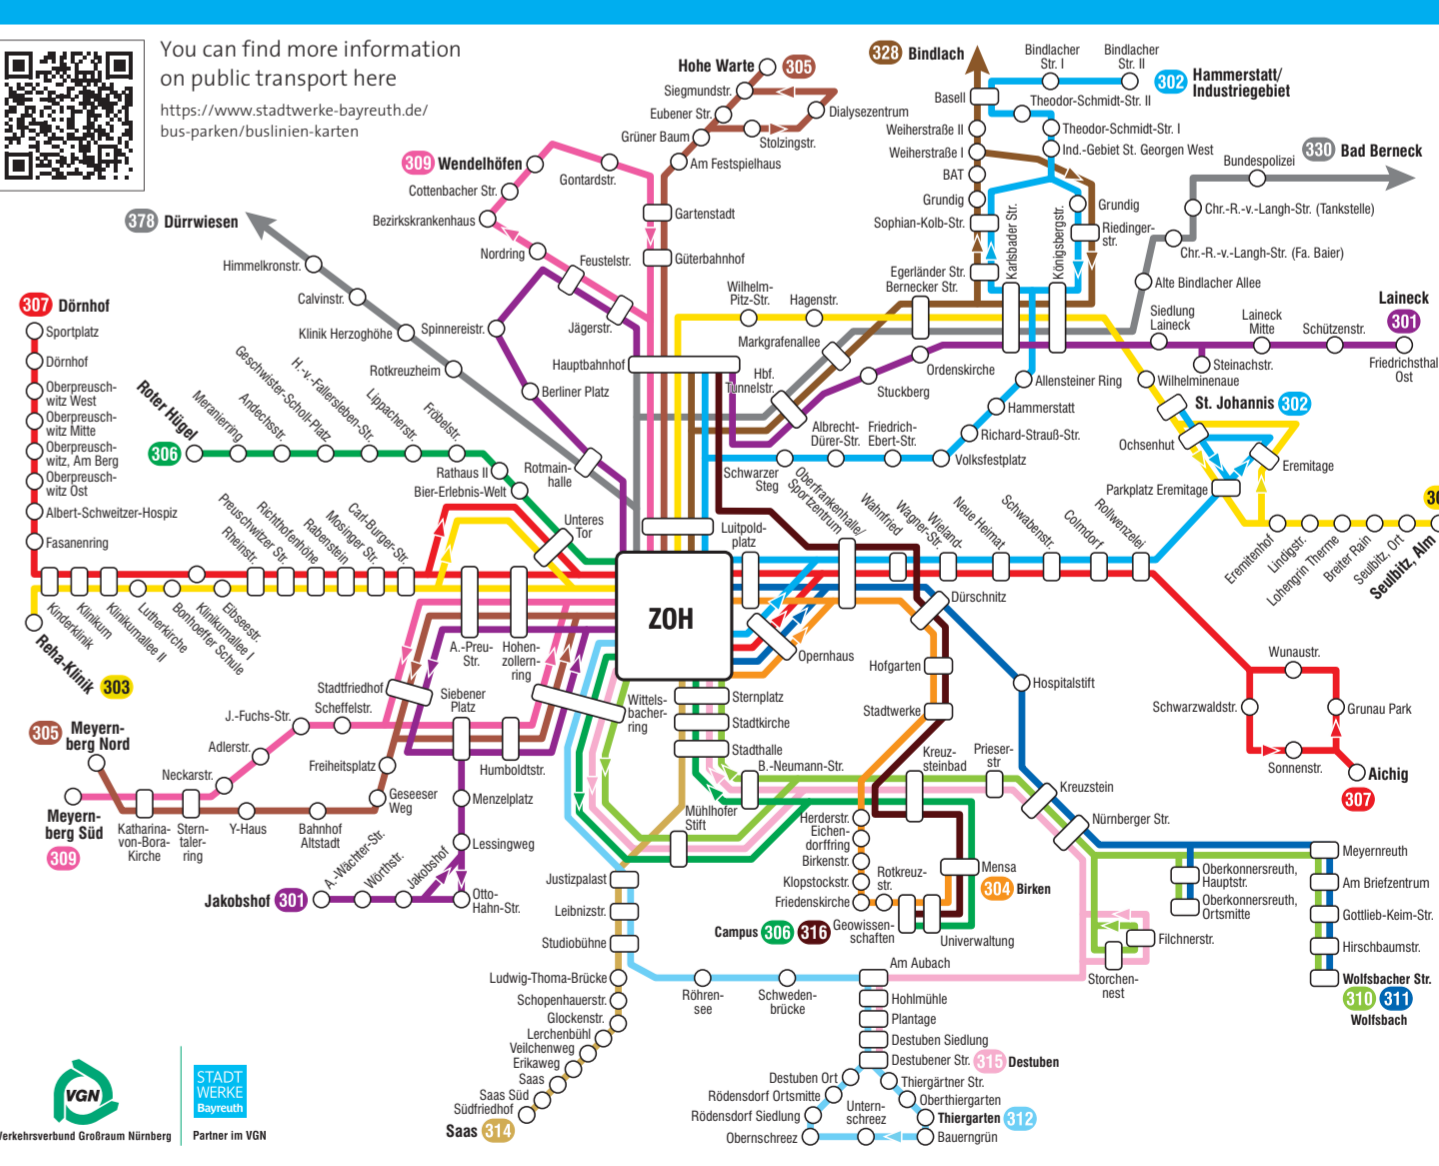 You can find more information
on public transport here
https://www.stadtwerke-bayreuth.de/
bus-parken/buslinien-karten
Hohe Warte 305
Siegmundstr.
Eubener Str.
Dialysezentrum
Grüner Baum
Stolzingstr.
Am Festspielhaus
328 Bindlach
Bindlacher
Str. I
Bindlacher
Str. II
302 Hammerstatt/
Industriegebiet
Basell
Theodor-Schmidt-Str. II
Weiherstraße II
Theodor-Schmidt-Str. I
Weiherstraße I
Ind.-Gebiet St. Georgen West
BAT
Grundig
Grundig
Sophian-Kolb-Str.
Karlsbader Str.
Königsbergstr.
Riedinger-
str.
Egerländer Str.
Bernecker Str.
330 Bad Berneck
Bundespolizei
Chr.-R.-v.-Langh-Str. (Tankstelle)
Chr.-R.-v.-Langh-Str. (Fa. Baier)
Alte Bindlacher Allee
309 Wendelhöfen
Gontardstr.
Cottenbacher Str.
Bezirkskrankenhaus
Nordring
Feustelstr.
Jägerstr.
Gartenstadt
Güterbahnhof
378 Dürrwiesen
Himmelkronstr.
Calvinstr.
Klinik Herzoghöhe
Rotkreuzheim
Spinnereistr.
Berliner Platz
Rotmain-
halle
Hauptbahnhof
Wilhelm-
Pitz-Str.
Hagenstr.
Markgrafenallee
Hbf.
Tunnelstr.
Siedlung
Laineck
Laineck
Mitte
Schützenstr.
Laineck
301
Friedrichsthal
Ost
Steinachstr.
Ordenskirche
Stuckberg
Allensteiner Ring
Hammerstatt
Richard-Strauß-Str.
Volksfestplatz
Albrecht-
Dürer-Str.
Friedrich-
Ebert-Str.
Schwarzer
Steg
Wilhelminenaue
St. Johannis 302
Ochsenhut
Eremitage
Parkplatz Eremitage
Eremitenhof
Lindigstr.
Lohengrin Therme
Breiter Rain
Seulbitz, Ort
Seulbitz, Alm
307 Dörnhof
Sportplatz
Dörnhof
Oberpreusch-
witz West
Oberpreusch-
witz Mitte
Oberpreusch-
witz, Am Berg
Oberpreusch-
witz Ost
Albert-Schweitzer-Hospiz
Fasanenring
Roter Hügel
306
Meranierring
Andechsstr.
Geschwister-Scholl-Platz
H.-v.-Fallersleben-Str.
Lippacherstr.
Fröbelstr.
Rathaus II
Bier-Erlebnis-Welt
Unteres
Tor
Rheinstr.
Preuschwitzer Str.
Richthofenhöhe
Rabenstein
Mosinger Str.
Carl-Burger-Str.
Kinderklinik
Klinikum
Klinikumallee II
Lutherkirche
Bonhoeffer Schule
Klinikumallee I
Elbseestr.
Reha-Klinik 303
A.-Preu-
Str.
Hohen-
zollern-
ring
ZOH
Luitpold-
platz
Oberfrankenhalle/
Sportzentrum
Wahnfried
Wagner-Str.
Wieland-
Neue Heimat
Schwabenstr.
Colmdorf
Rollwenzelei
Dürschnitz
Opernhaus
Hofgarten
Stadtwerke
Hospitalstift
Wunaustr.
Schwarzwaldstr.
Grunau Park
Sonnenstr.
Aichig
307
305 Meyern-
berg Nord
Meyern-
berg Süd
309
Stadtfriedhof
Scheffelstr.
J.-Fuchs-Str.
Adlerstr.
Neckarstr.
Katharina-
von-Bora-
Kirche
Stern-
taler-
ring
Y-Haus
Bahnhof
Altstadt
Freiheitsplatz
Geseeser
Weg
Siebener
Platz
Humboldtstr.
Menzelplatz
Lessingweg
Otto-
Hahn-Str.
Jakobshof
Wörthstr.
A.-Wächter-Str.
Jakobshof 301
Wittels-
bacher-
ring
Sternplatz
Stadtkirche
Stadthalle
B.-Neumann-Str.
Mühlhofer
Stift
Kreuz-
steinbad
Priester-
str
Kreuzstein
Nürnberger Str.
Herderstr.
Eichen-
dorffring
Birkenstr.
Klopstockstr.
Friedenskirche
Rotkreuz-
str.
Mensa
304 Birken
Campus 306 316
Geowissen-
schaften
Univerwaltung
Oberkonnersreuth,
Hauptstr.
Oberkonnersreuth,
Ortsmitte
Filchnerstr.
Storchen-
nest
Meyernreuth
Am Briefzentrum
Gottlieb-Keim-Str.
Hirschbaumstr.
Wolfsbacher Str.
310 311
Wolfsbach
Justizpalast
Leibnizstr.
Studiobühne
Ludwig-Thoma-Brücke
Schopenhauerstr.
Glockenstr.
Lerchenbühl
Veilchenweg
Erikaweg
Saas
Saas Süd
Südfriedhof
Saas 314
Röhren-
see
Schweden-
brücke
Am Aubach
Hohlmühle
Plantage
Destuben Siedlung
Destubener Str. 315 Destuben
Destuben Ort
Thiergärtner Str.
Rödensdorf Ortsmitte
Oberthiergarten
Rödensdorf Siedlung
Untern-
schreez
Thiergarten 312
Obernschreez
Bauerngrün
VGN
Verkehrsverbund Großraum Nürnberg
STADT
WERKE
Bayreuth
Partner im VGN